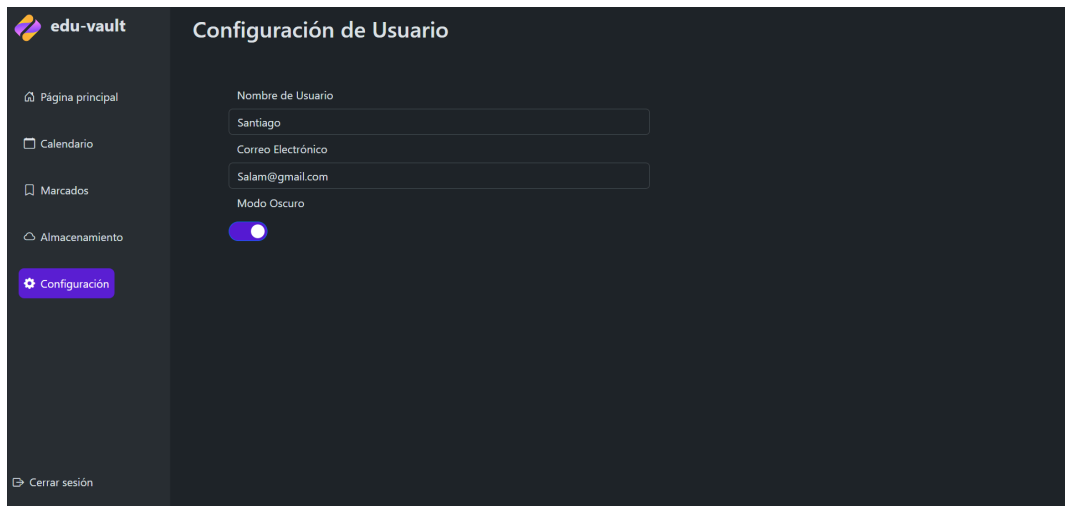 edu-vault
Configuración de Usuario
Página principal
Calendario
Marcados
Almacenamiento
Configuración
Cerrar sesión
Nombre de Usuario
Santiago
Correo Electrónico
Salam@gmail.com
Modo Oscuro